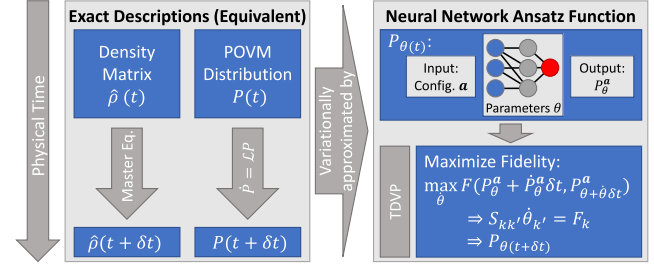 Physical Time
Exact Descriptions (Equivalent)
Density
Matrix
ρ̂ (t)
POVM
Distribution
P(t)
Master Eq.
Ṗ = ℒP
ρ̂(t + δt)
P(t + δt)
Variationally
approximated by
Neural Network Ansatz Function
P_θ(t):
Input:
Config. a
Parameters θ
Output:
P_θ^a
TDVP
Maximize Fidelity:
max_θ̇ F(P_θ^a + Ṗ_θ^a δt, P_{θ+θ̇δt}^a)
⇒ S_kk′ θ̇_k′ = F_k
⇒ P_θ(t+δt)